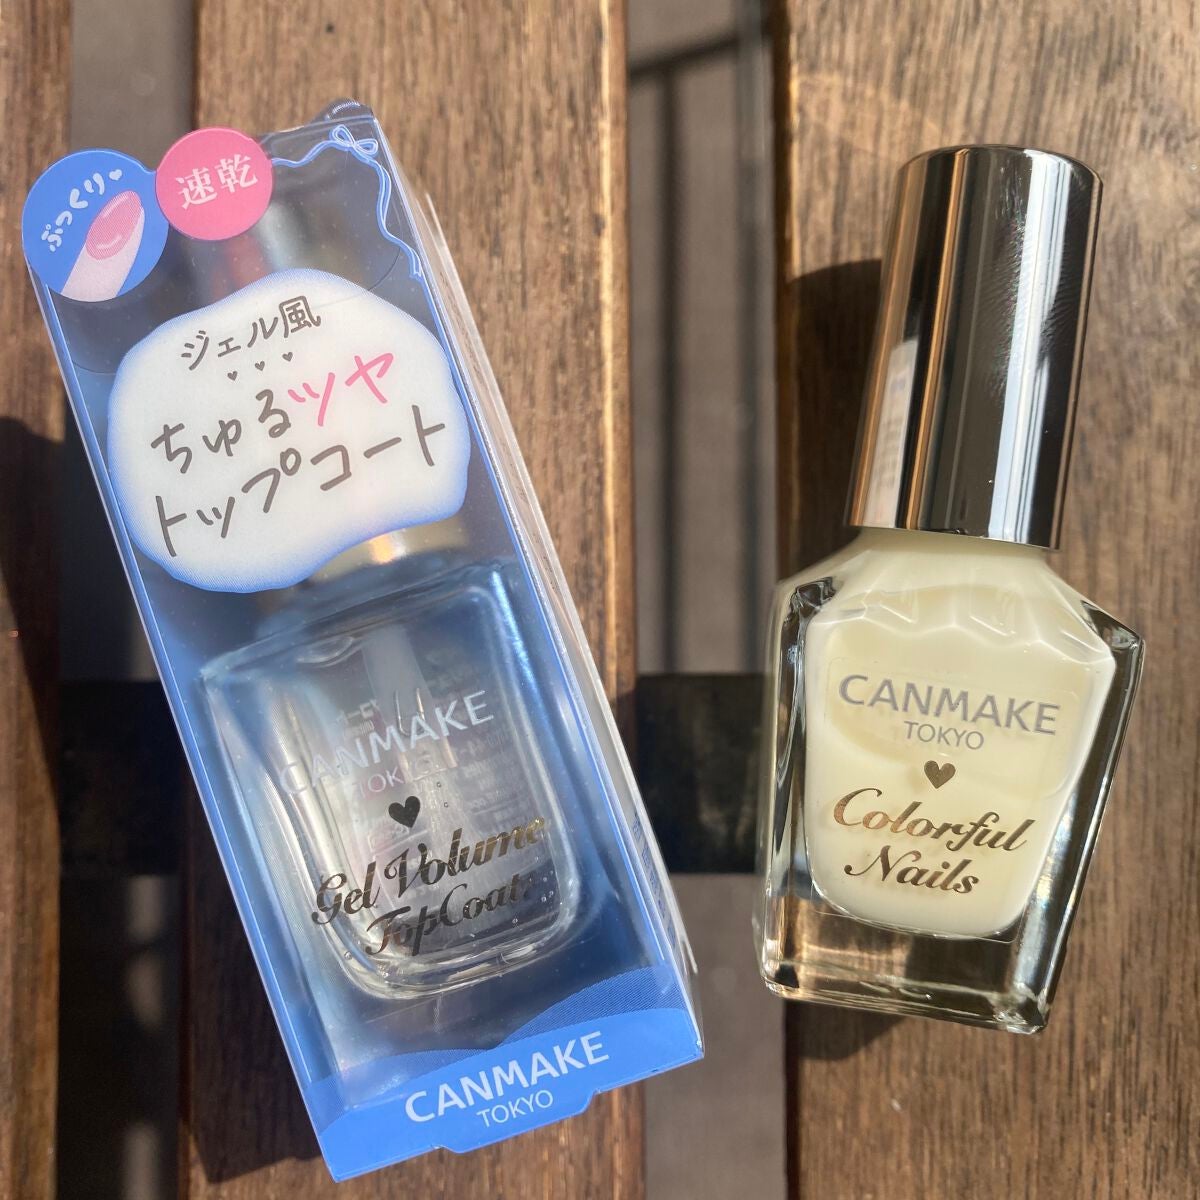 ぷっくり♥
速乾
ジェル風
ちゅるツヤ
トップコート
CANMAKE
TOKYO
Gel Volume
TopCoat
CANMAKE
TOKYO
CANMAKE
TOKYO
Colorful
Nails